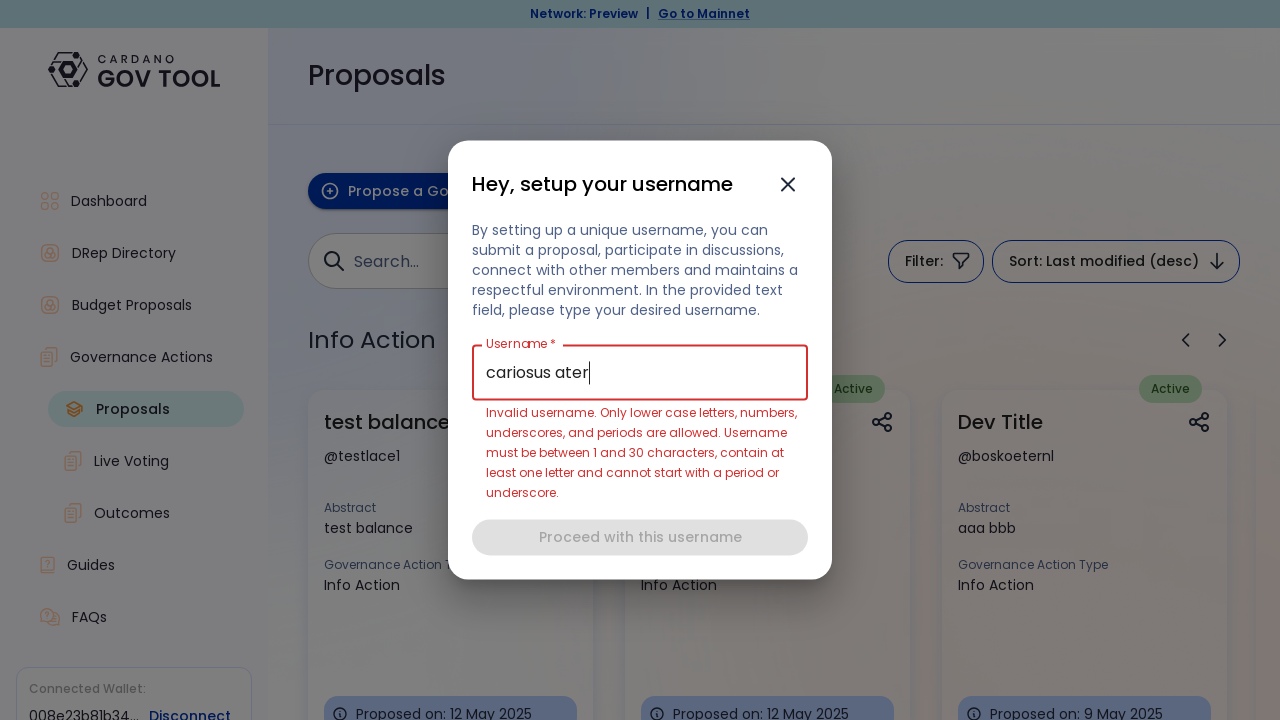 Network: Preview | Go to Mainnet
CARDANO
GOV TOOL
Proposals
Dashboard
DRep Directory
Budget Proposals
Governance Actions
Proposals
Live Voting
Outcomes
Guides
FAQs
Connected Wallet:
008e23b81b34... Disconnect
Propose a Go
Search...
Filter:
Sort: Last modified (desc)
Info Action
Hey, setup your username
By setting up a unique username, you can
submit a proposal, participate in discussions,
connect with other members and maintains a
respectful environment. In the provided text
field, please type your desired username.
Username *
cariosus ater
Invalid username. Only lower case letters, numbers,
underscores, and periods are allowed. Username
must be between 1 and 30 characters, contain at
least one letter and cannot start with a period or
underscore.
Proceed with this username
test balance
@testlace1
Abstract
test balance
Governance Action T
Info Action
Proposed on: 12 May 2025
Active
Info Action
Proposed on: 12 May 2025
Active
Dev Title
@boskoeternl
Abstract
aaa bbb
Governance Action Type
Info Action
Proposed on: 9 May 2025